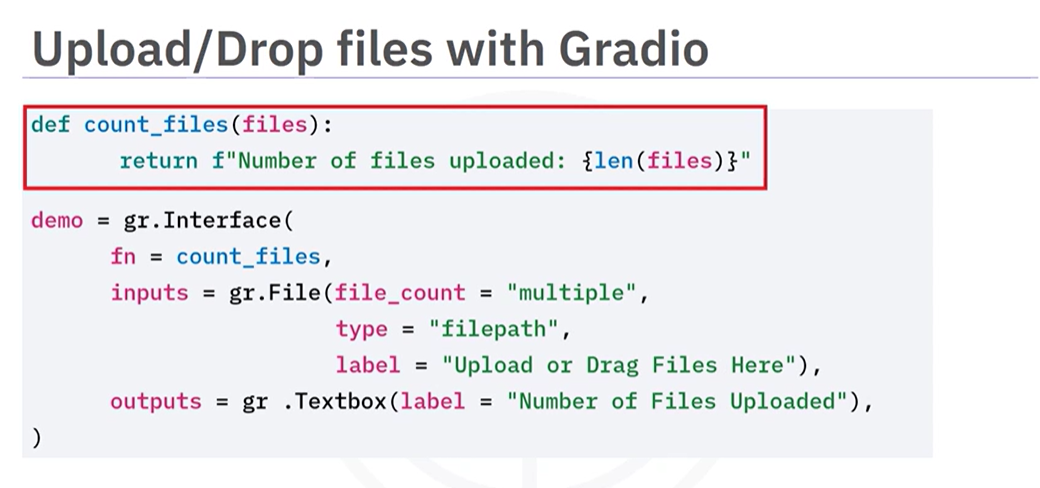 Upload/Drop files with Gradio
def count_files(files):
return f"Number of files uploaded: {len(files)}"
demo = gr.Interface(
fn = count_files,
inputs = gr.File(file_count = "multiple",
type = "filepath",
label = "Upload or Drag Files Here"),
outputs = gr .Textbox(label = "Number of Files Uploaded"),
)